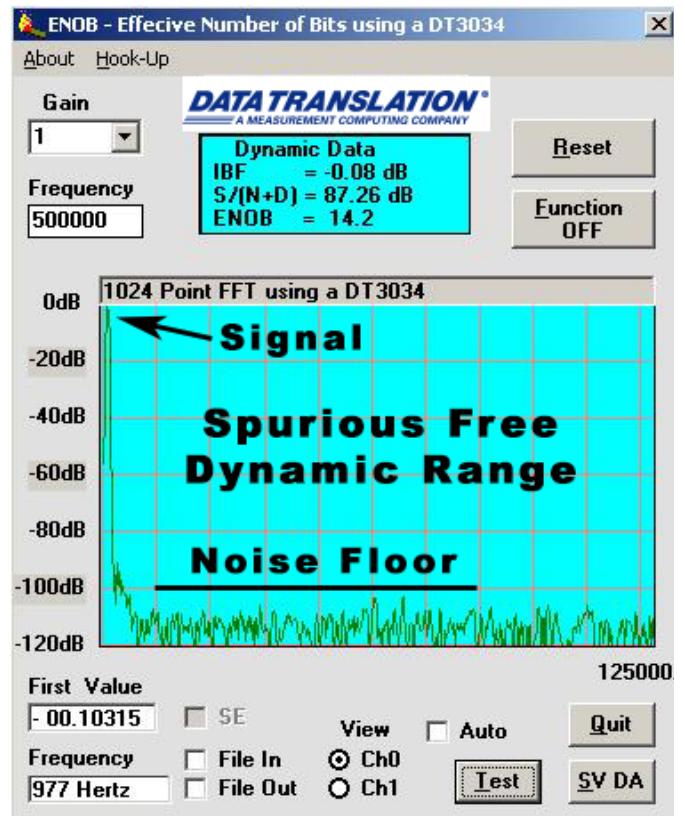 ENOB - Effecive Number of Bits using a DT3034
About Hook-Up
Gain
1
DATA TRANSLATION®
A MEASUREMENT COMPUTING COMPANY
Dynamic Data
IBF = -0.08 dB
S/(N+D) = 87.26 dB
ENOB = 14.2
Reset
Frequency
500000
Function
OFF
1024 Point FFT using a DT3034
0dB
Signal
-20dB
-40dB
Spurious Free
Dynamic Range
-60dB
-80dB
Noise Floor
-100dB
-120dB
125000.
First Value
- 00.10315
SE
View
Auto
Quit
Frequency
977 Hertz
File In
Ch0
File Out
Ch1
Test
SV DA